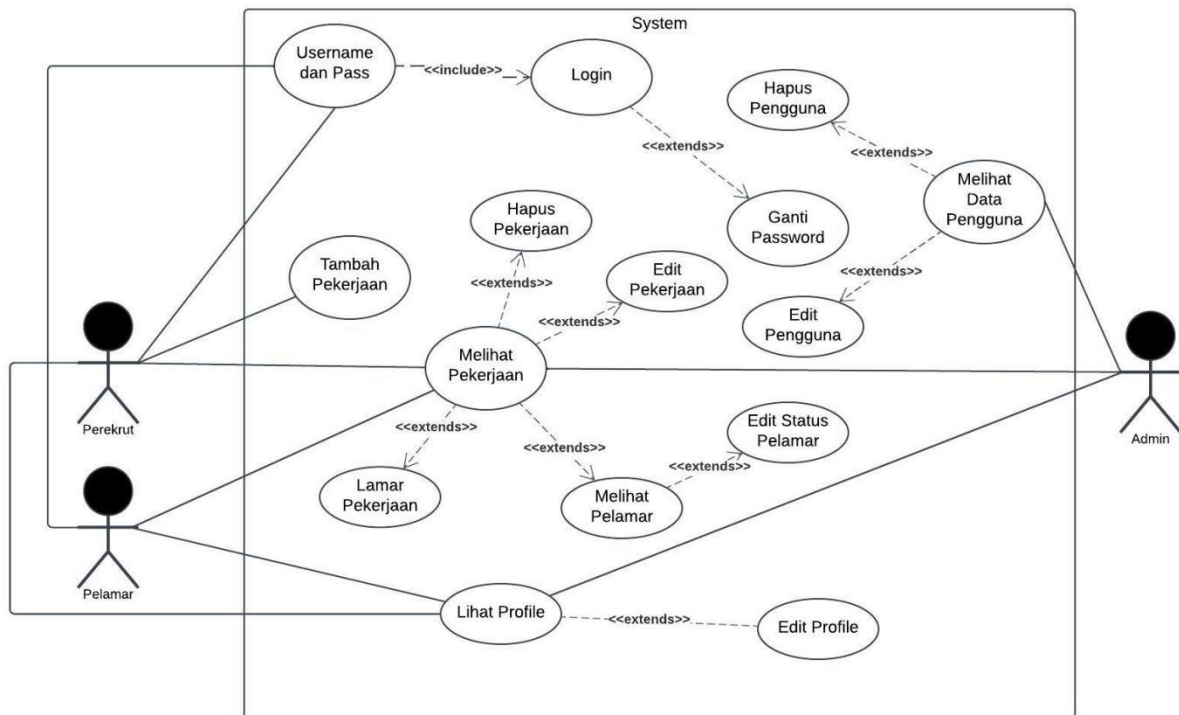 System
Username
dan Pass
<<include>>
Login
Hapus
Pengguna
<<extends>>
<<extends>>
Melihat
Data
Pengguna
Hapus
Pekerjaan
Ganti
Password
Tambah
Pekerjaan
<<extends>>
Edit
Pekerjaan
<<extends>>
<<extends>>
Edit
Pengguna
Melihat
Pekerjaan
Perekrut
<<extends>>
Edit Status
Pelamar
Admin
<<extends>>
<<extends>>
Lamar
Pekerjaan
Melihat
Pelamar
Pelamar
Lihat Profile
<<extends>>
Edit Profile